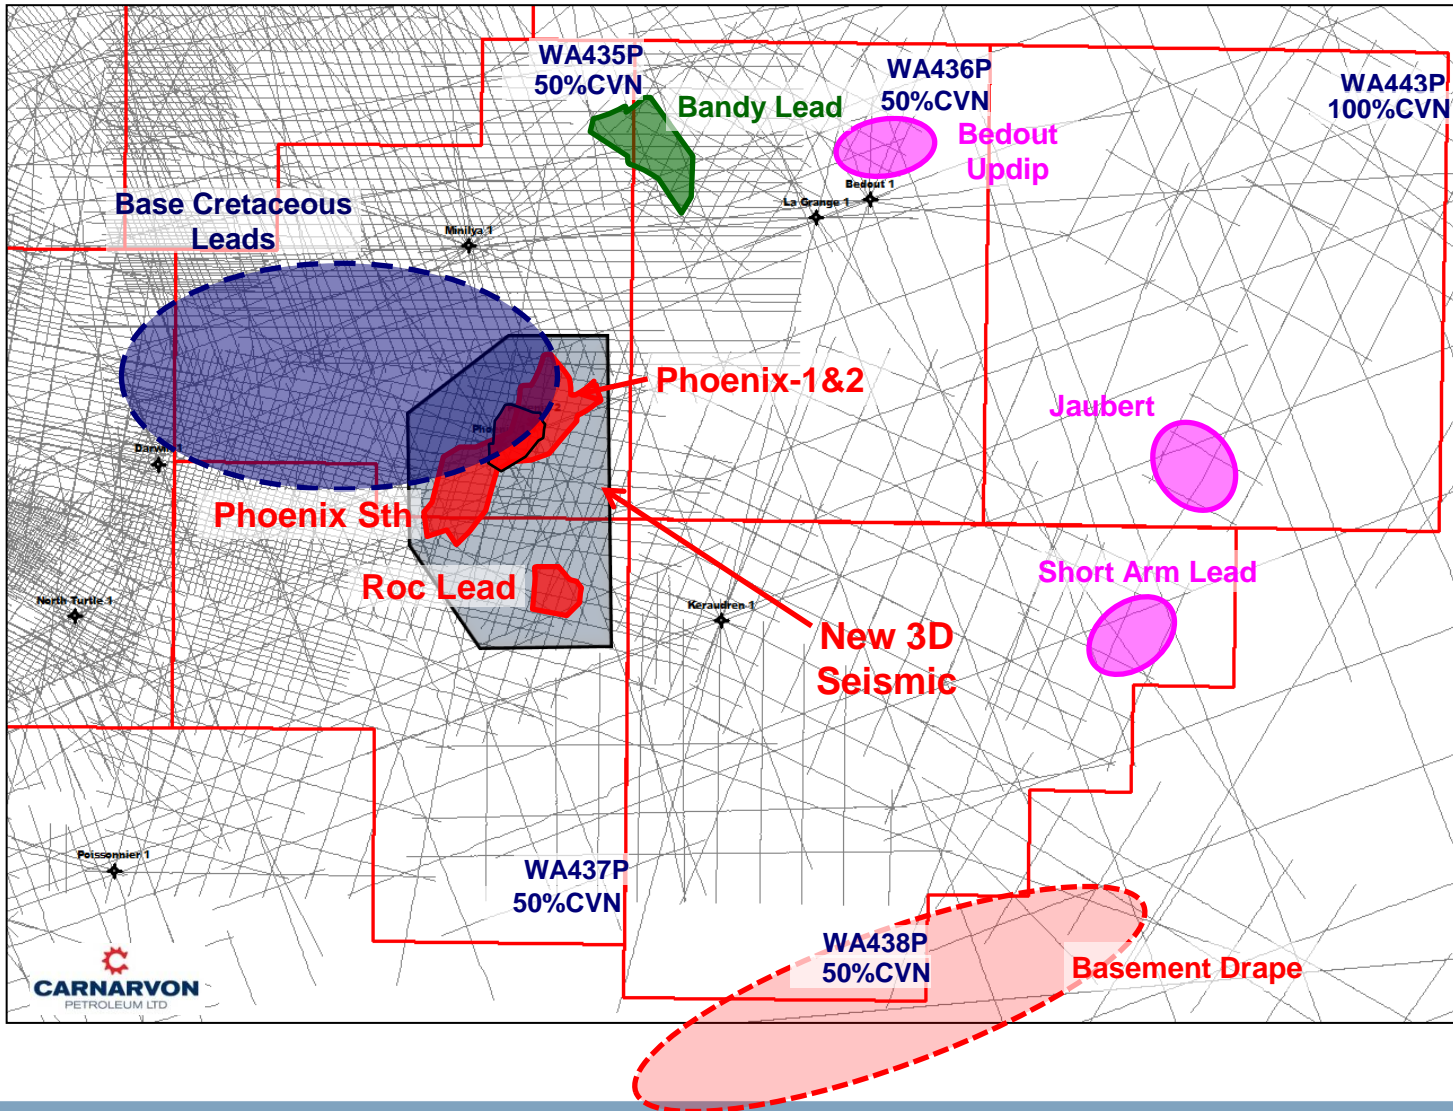 WA435P
50%CVN
WA436P
50%CVN
WA443P
100%CVN
Bandy Lead
Bedout
Updip
Bedout 1
La Grange 1
Base Cretaceous
Leads
Minilya 1
Phoenix-1&2
Jaubert
Phoenix Sth
Roc Lead
Short Arm Lead
North Turtle 1
Keraudren 1
New 3D
Seismic
Poissonnier 1
WA437P
50%CVN
WA438P
50%CVN
Basement Drape
CARNARVON
PETROLEUM LTD